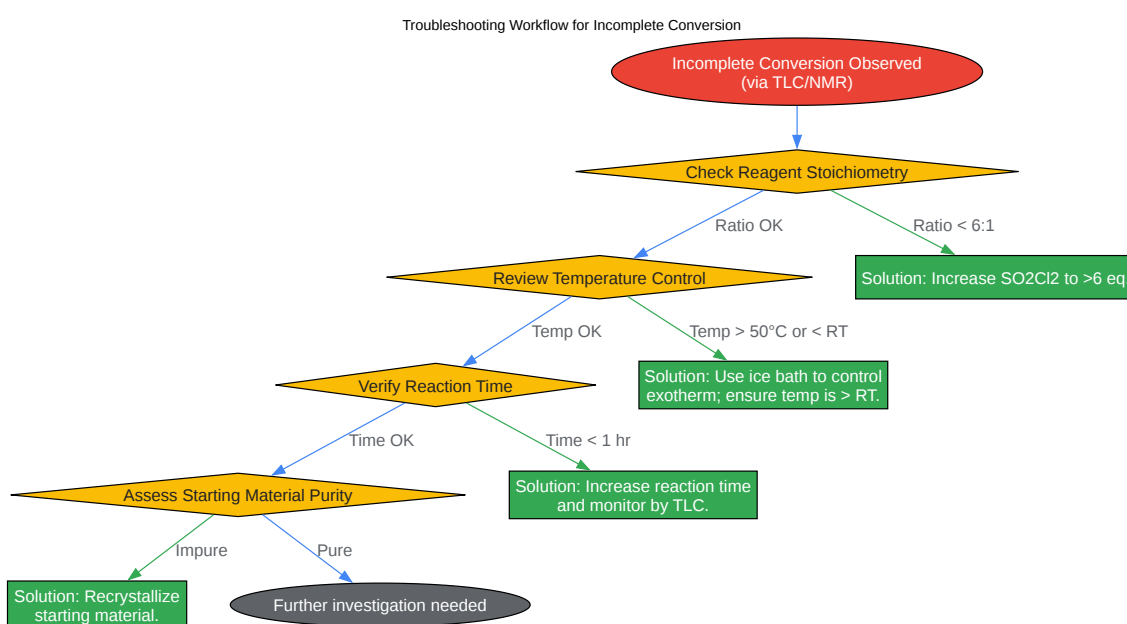 Troubleshooting Workflow for Incomplete Conversion
Incomplete Conversion Observed
(via TLC/NMR)
Check Reagent Stoichiometry
Ratio OK
Ratio < 6:1
Review Temperature Control
Solution: Increase SO2Cl2 to >6 eq.
Temp OK
Temp > 50°C or < RT
Verify Reaction Time
Solution: Use ice bath to control
exotherm; ensure temp is > RT.
Time OK
Time < 1 hr
Assess Starting Material Purity
Solution: Increase reaction time
and monitor by TLC.
Impure
Pure
Solution: Recrystallize
starting material.
Further investigation needed